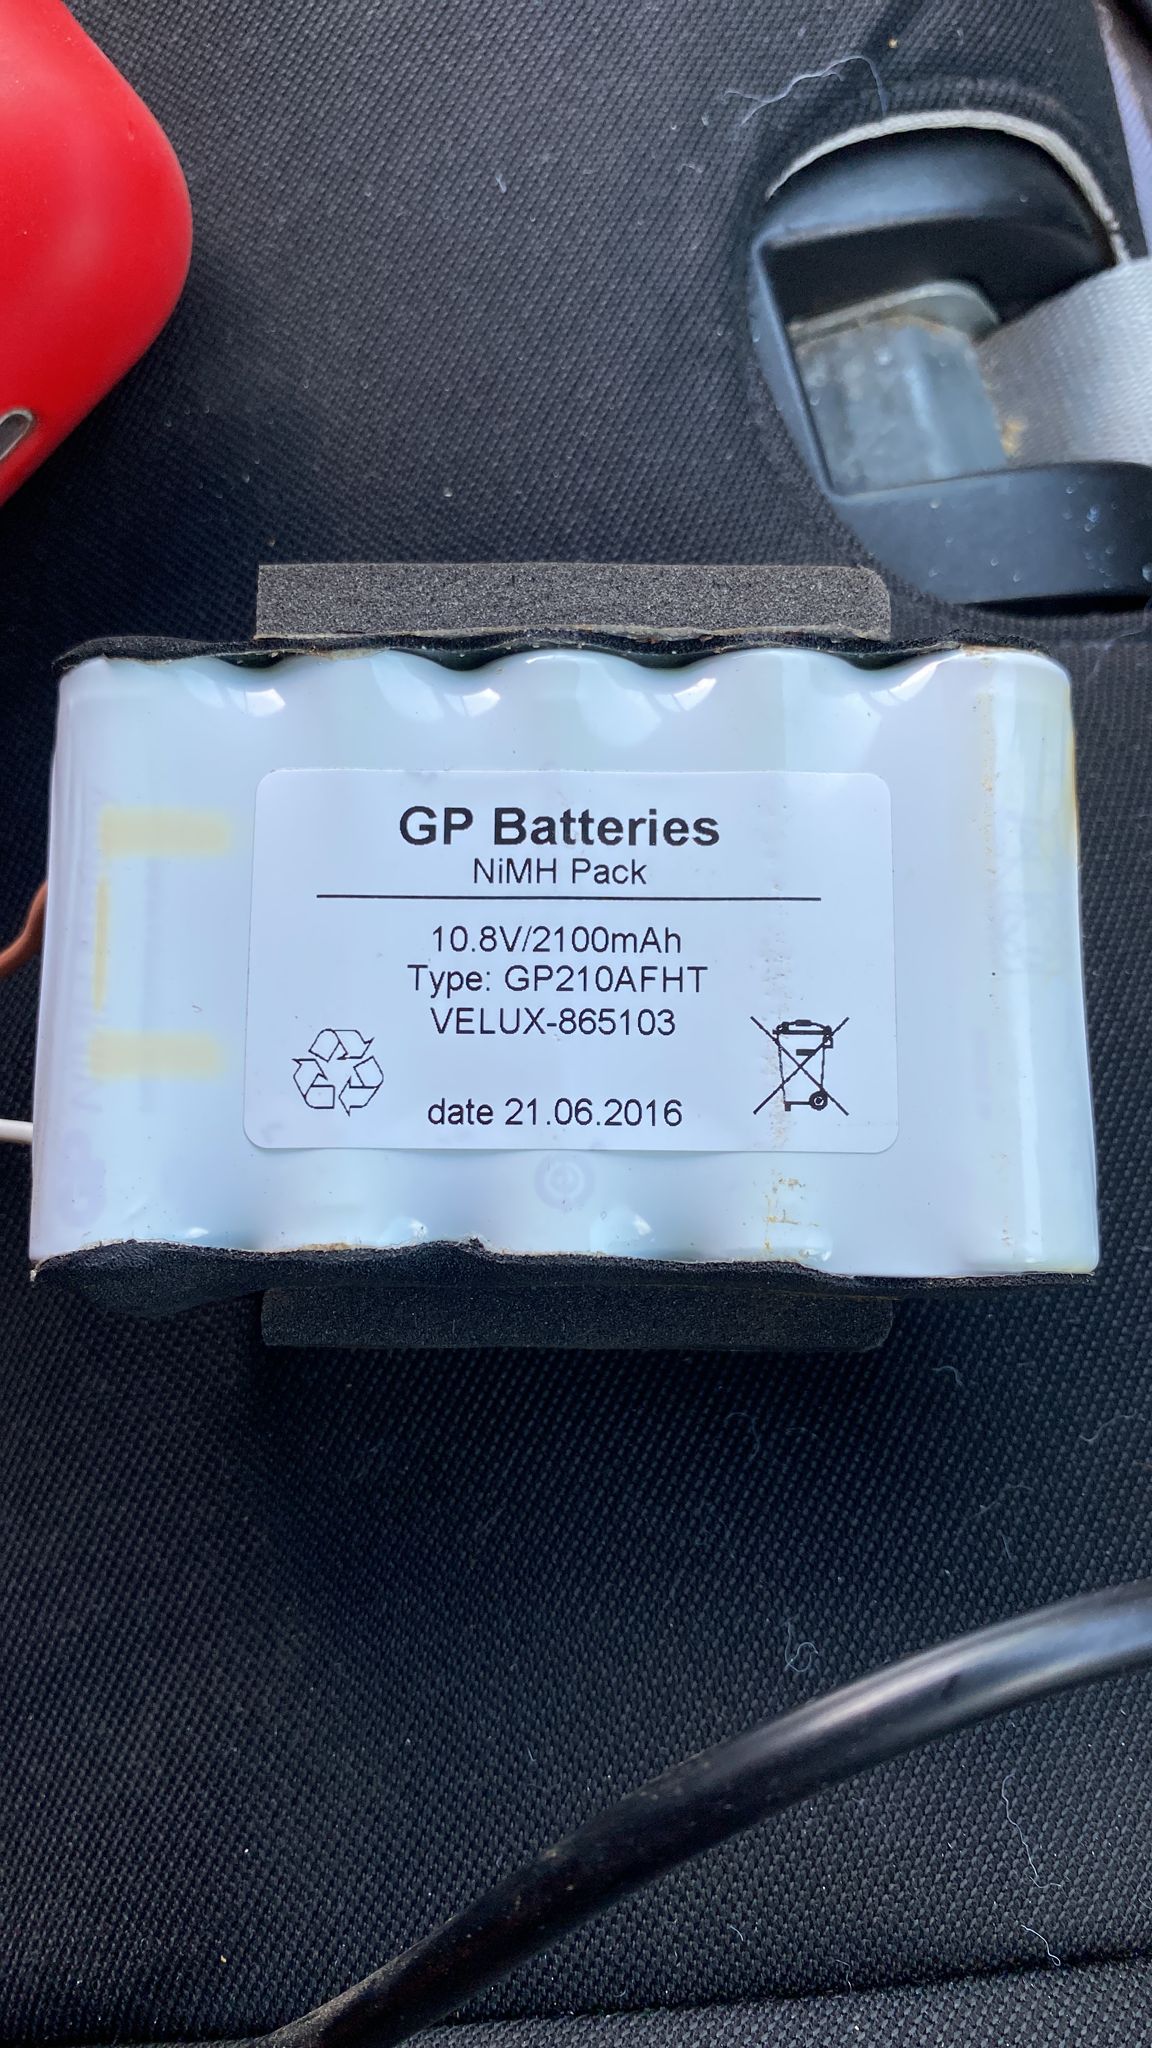 GP Batteries
NiMH Pack
10.8V/2100mAh
Type: GP210AFHT
VELUX-865103
date 21.06.2016